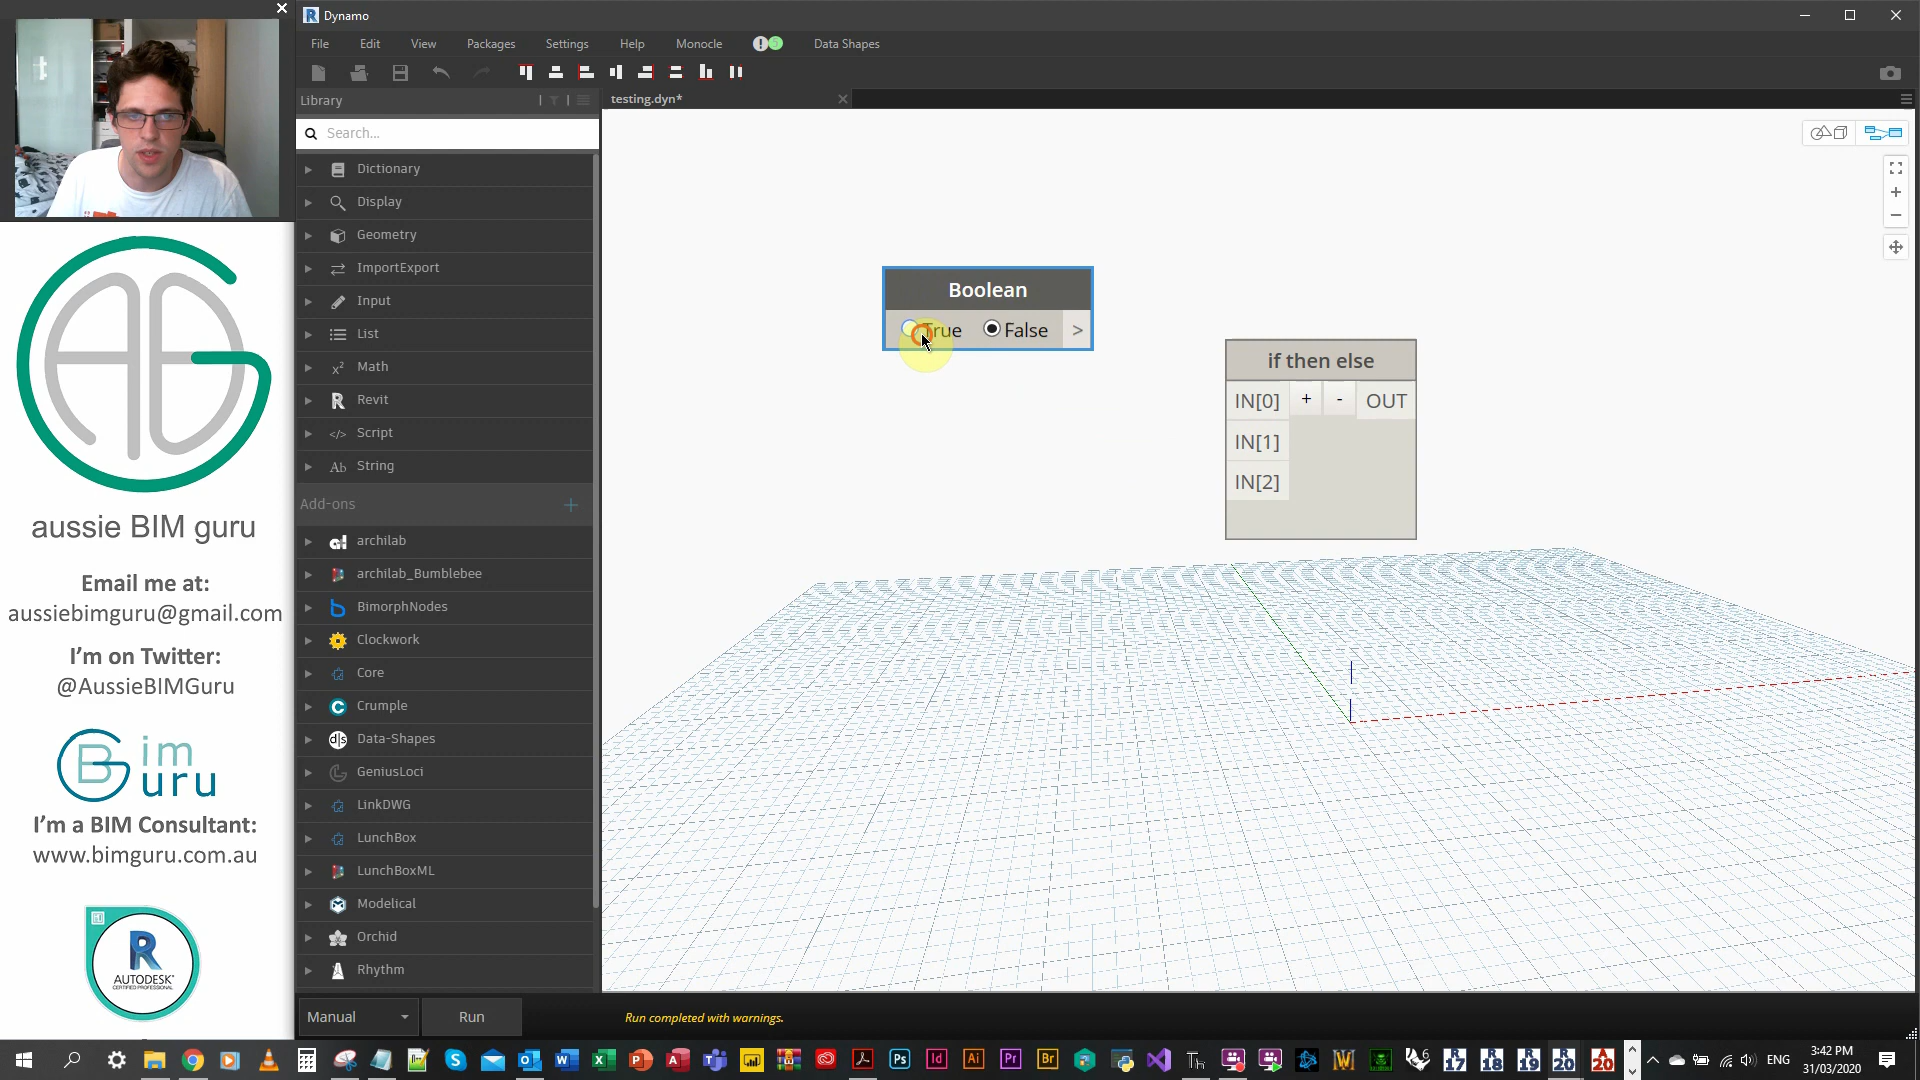 Dynamo
File Edit View Packages Settings Help Monocle Data Shapes
Library
testing.dyn*
Search...
Dictionary
Display
Geometry
ImportExport
Input
List
Math
Revit
Script
String
Add-ons
archilab
archilab_Bumblebee
BimorphNodes
Clockwork
Core
Crumple
Data-Shapes
GeniusLoci
LinkDWG
LunchBox
LunchBoxML
Modelical
Orchid
Rhythm
Boolean
True False >
if then else
IN[0] + - OUT
IN[1]
IN[2]
aussie BIM guru
Email me at:
aussiebimguru@gmail.com
I'm on Twitter:
@AussieBIMGuru
BG im
uru
I'm a BIM Consultant:
www.bimguru.com.au
R
AUTODESK
CERTIFIED PROFESSIONAL
Manual Run Run completed with warnings.
ENG
3:42 PM
31/03/2020